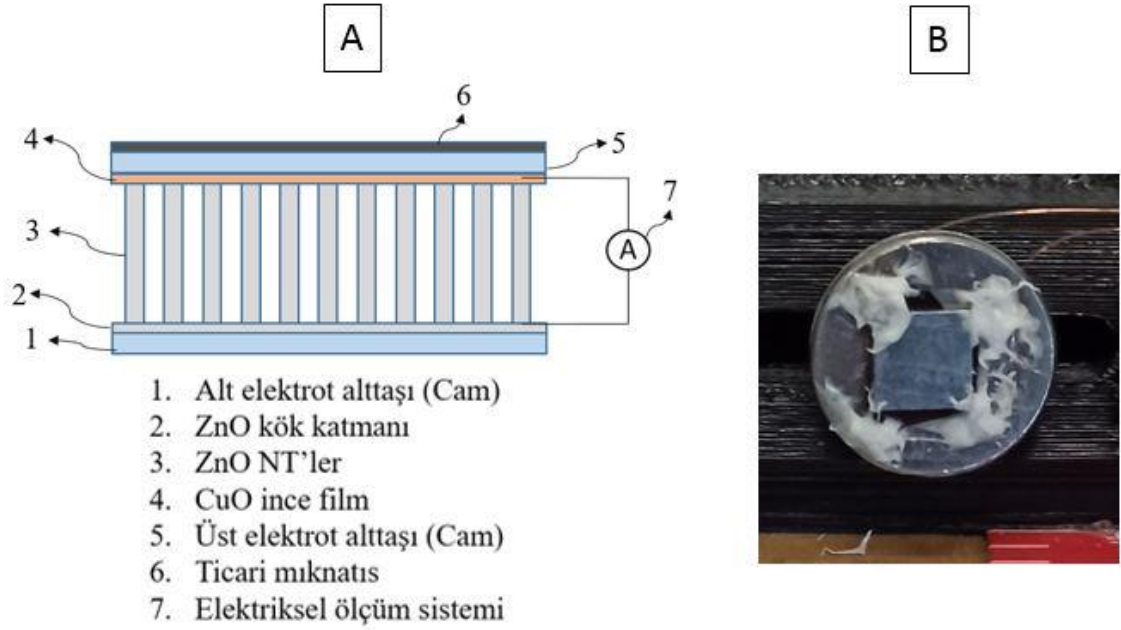 A
B
6
4
5
7
3
A
2
1
1. Alt elektrot alttaşı (Cam)
2. ZnO kök katmanı
3. ZnO NT’ler
4. CuO ince film
5. Üst elektrot alttaşı (Cam)
6. Ticari mıknatıs
7. Elektriksel ölçüm sistemi